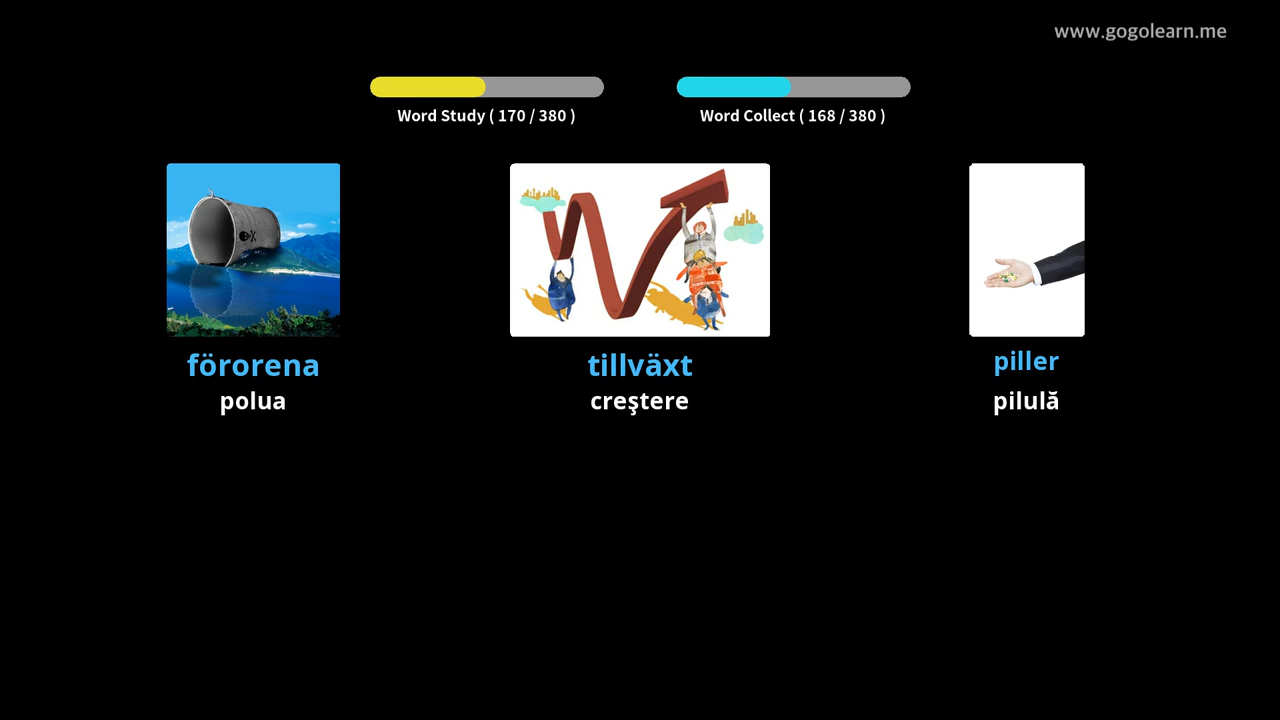 www.gogolearn.me
Word Study ( 170 / 380 )
Word Collect ( 168 / 380 )
förorena
polua
tillväxt
creştere
piller
pilulă